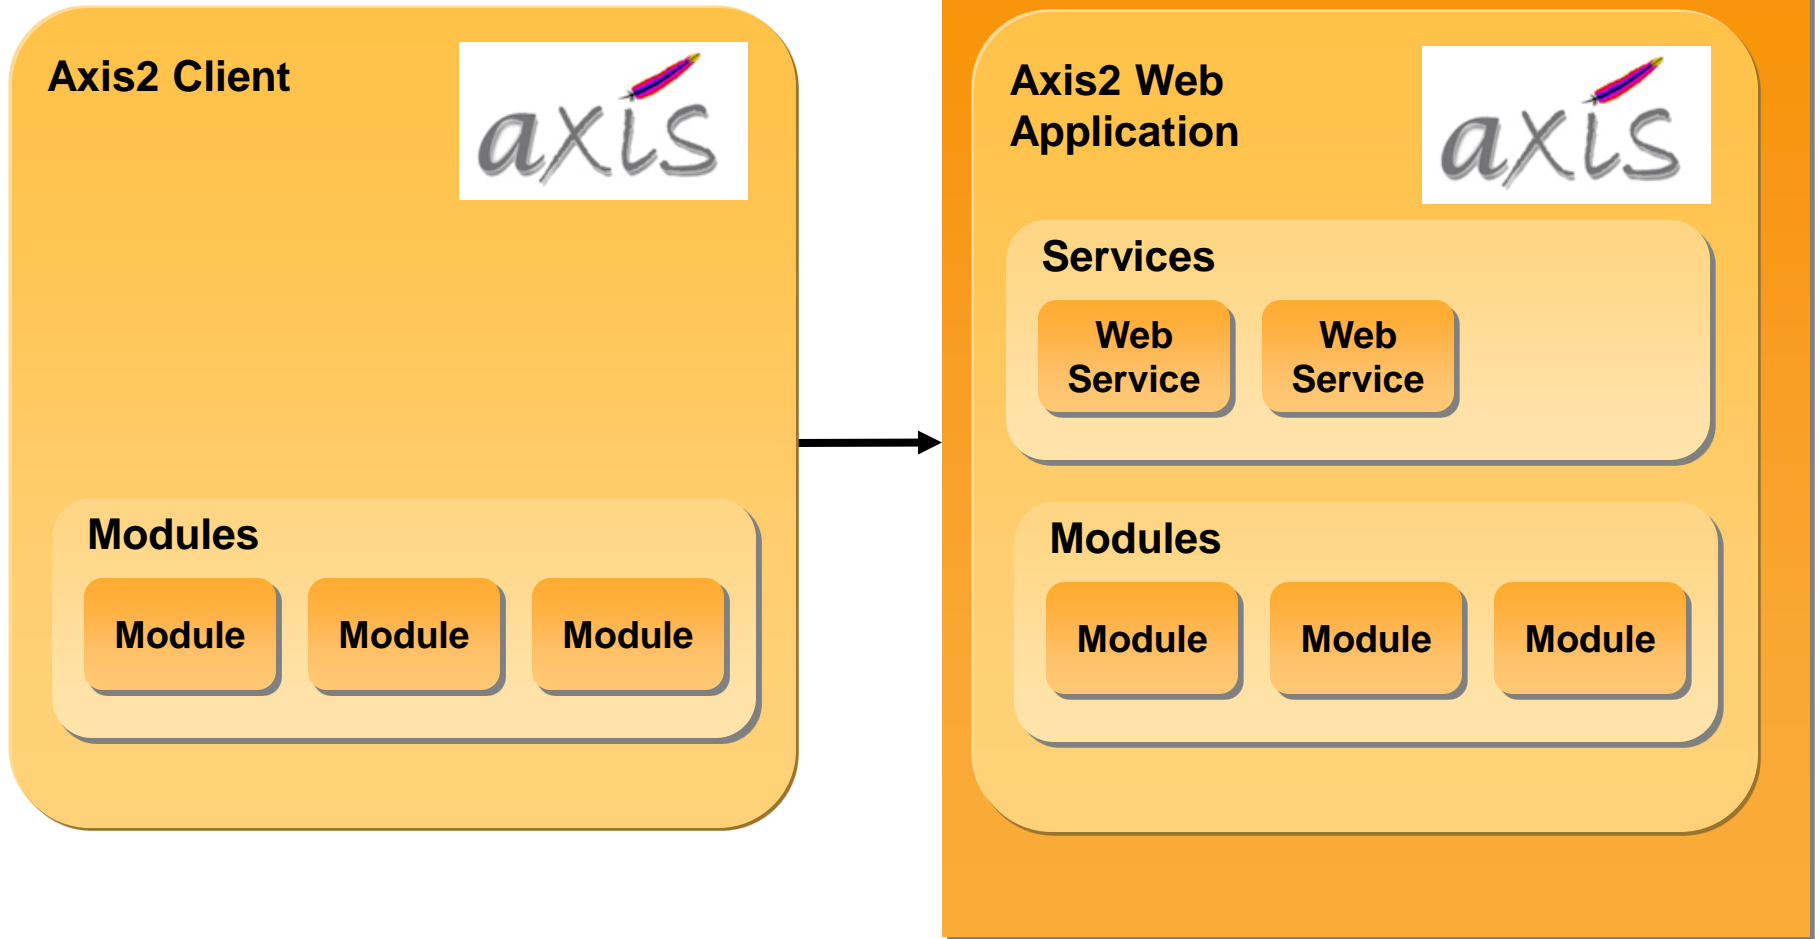 Axis2 Client
axis
Modules
Module
Module
Module
Axis2 Web
Application
axis
Services
Web
Service
Web
Service
Modules
Module
Module
Module